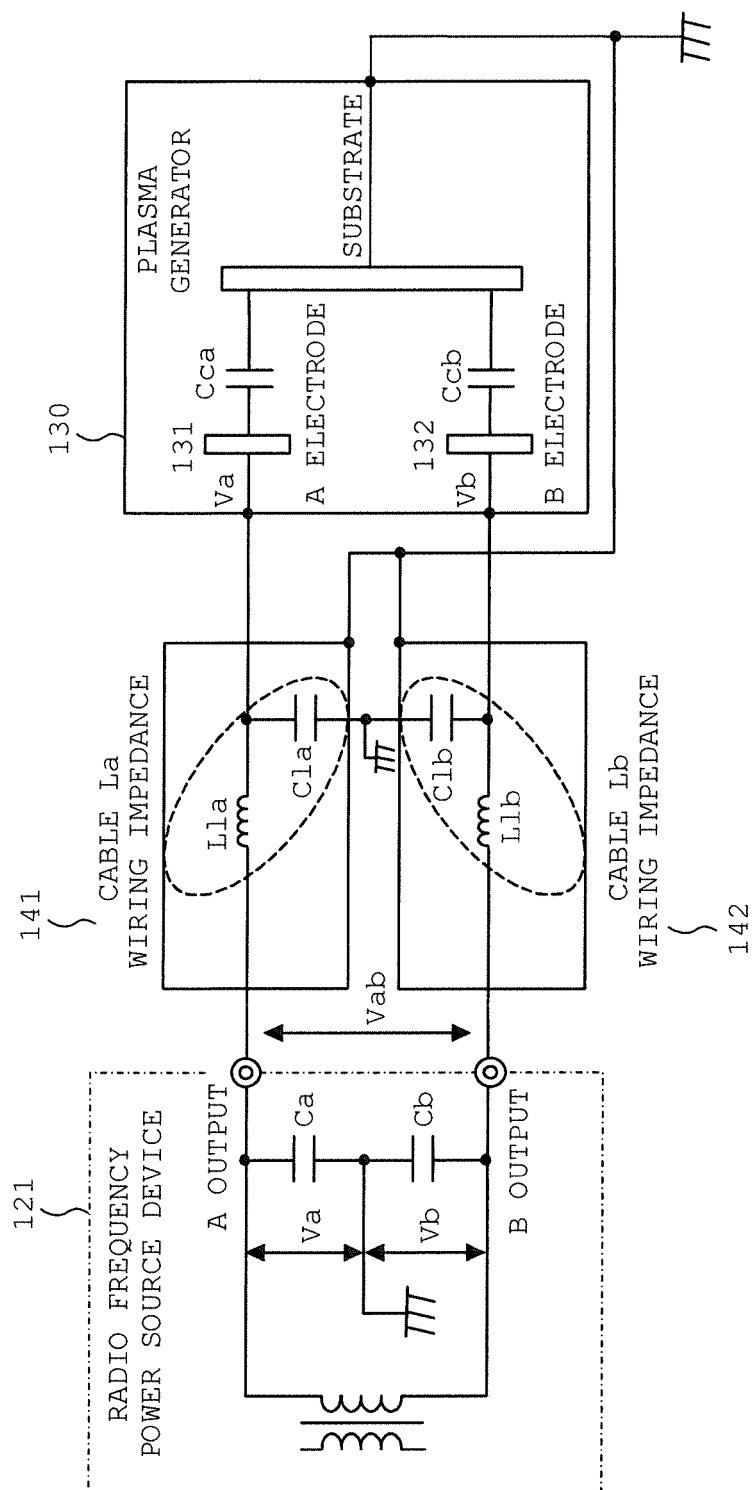 121
RADIO FREQUENCY
POWER SOURCE DEVICE
A OUTPUT
Va
Ca
Vb
Cb
B OUTPUT
Vab
141
CABLE La
WIRING IMPEDANCE
Lla
Cla
Clb
Llb
CABLE Lb
WIRING IMPEDANCE
142
130
PLASMA
GENERATOR
131
Va
Cca
A ELECTRODE
SUBSTRATE
132
Vb
Ccb
B ELECTRODE